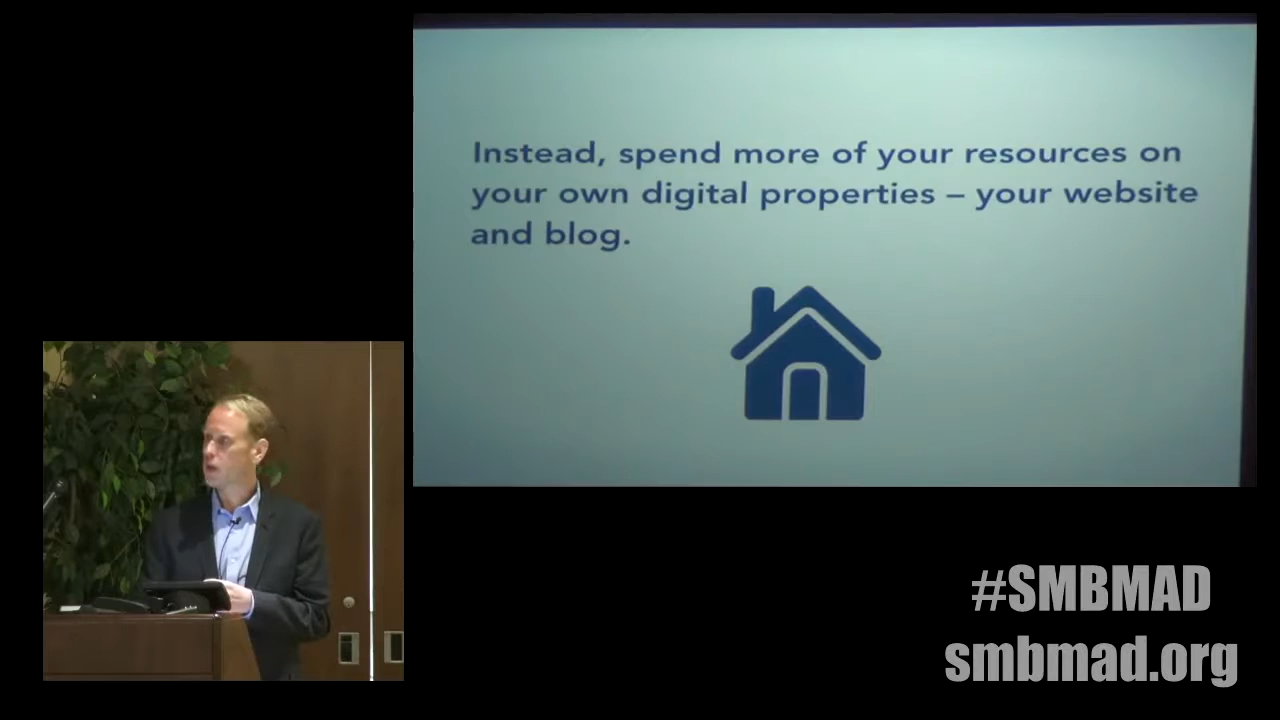 Instead, spend more of your resources on
your own digital properties – your website
and blog.
#SMBMAD
smbmad.org